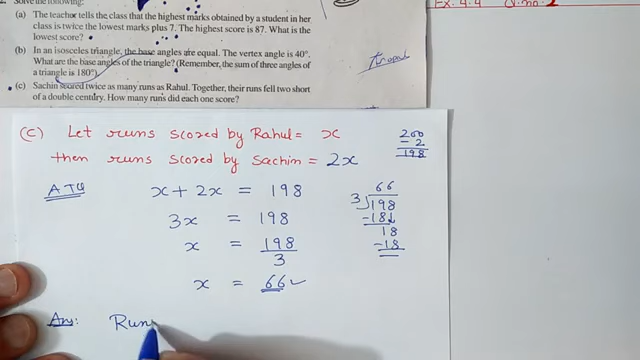 Solve the following:
(a) The teacher tells the class that the highest marks obtained by a student in her
class is twice the lowest marks plus 7. The highest score is 87. What is the
lowest score?
(b) In an isosceles triangle, the base angles are equal. The vertex angle is 40°.
What are the base angles of the triangle? (Remember, the sum of three angles of
a triangle is 180°).
(c) Sachin scored twice as many runs as Rahul. Together, their runs fell two short
of a double century. How many runs did each one score?
Ex. 4.4 Q.no. 2
(C) Let runs scored by Rahul = x
then runs scored by Sachin = 2x
200
- 2
198
ATQ x + 2x = 198
3x = 198
x = 198
3
x = 66
66
3)198
-18↓
18
-18
Ans: Run